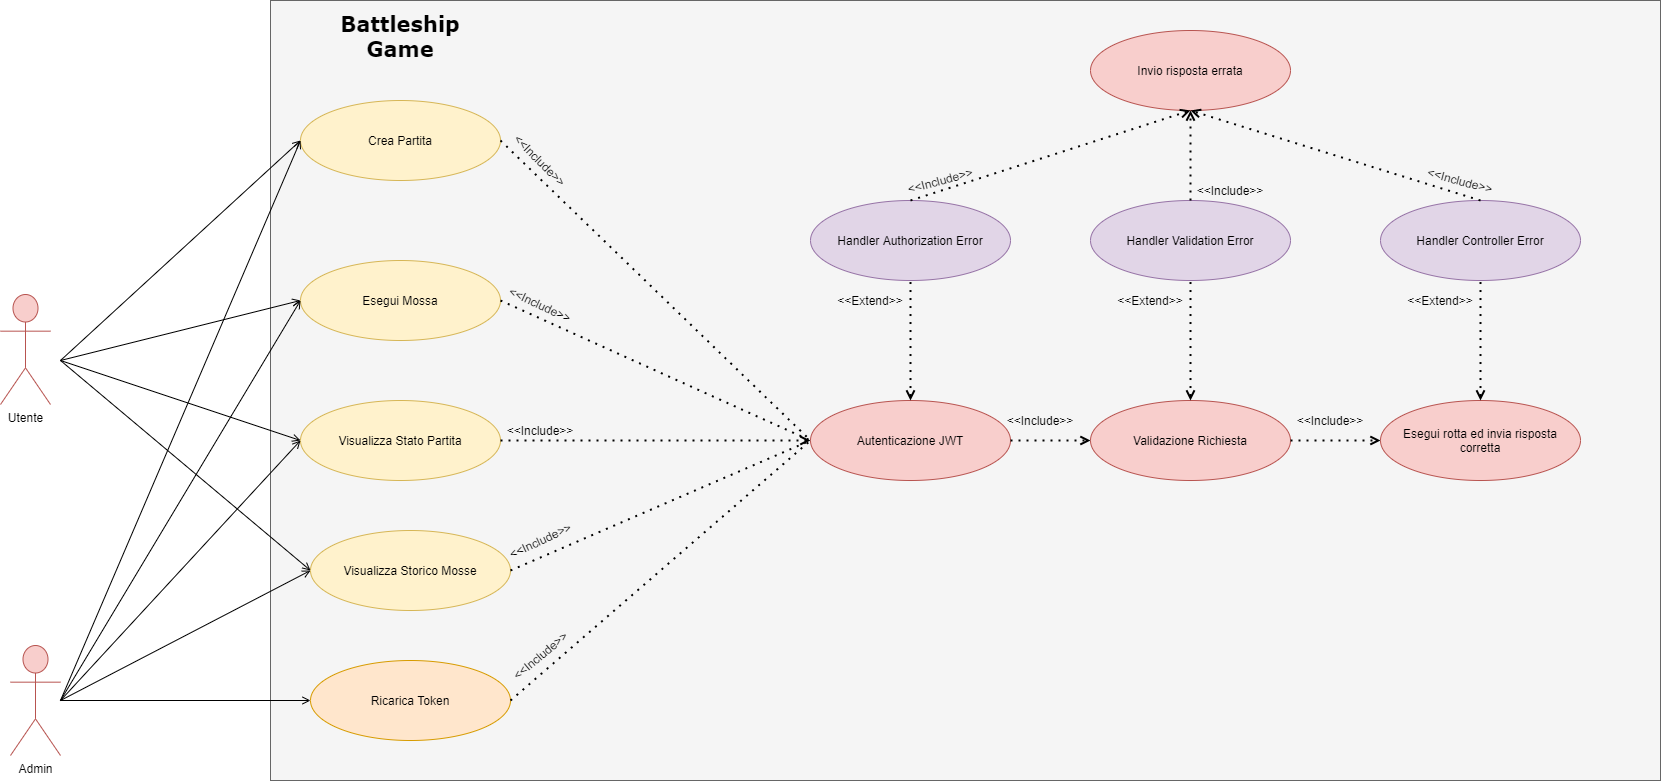 Battleship
Game
Invio risposta errata
Crea Partita
<<Include>>
<<Include>>
<<Include>>
<<Include>>
Handler Authorization Error
Handler Validation Error
Handler Controller Error
Esegui Mossa
<<Include>>
<<Extend>>
<<Extend>>
<<Extend>>
Utente
Visualizza Stato Partita
<<Include>>
Autenticazione JWT
<<Include>>
Validazione Richiesta
<<Include>>
Esegui rotta ed invia risposta
corretta
Visualizza Storico Mosse
<<Include>>
Ricarica Token
<<Include>>
Admin